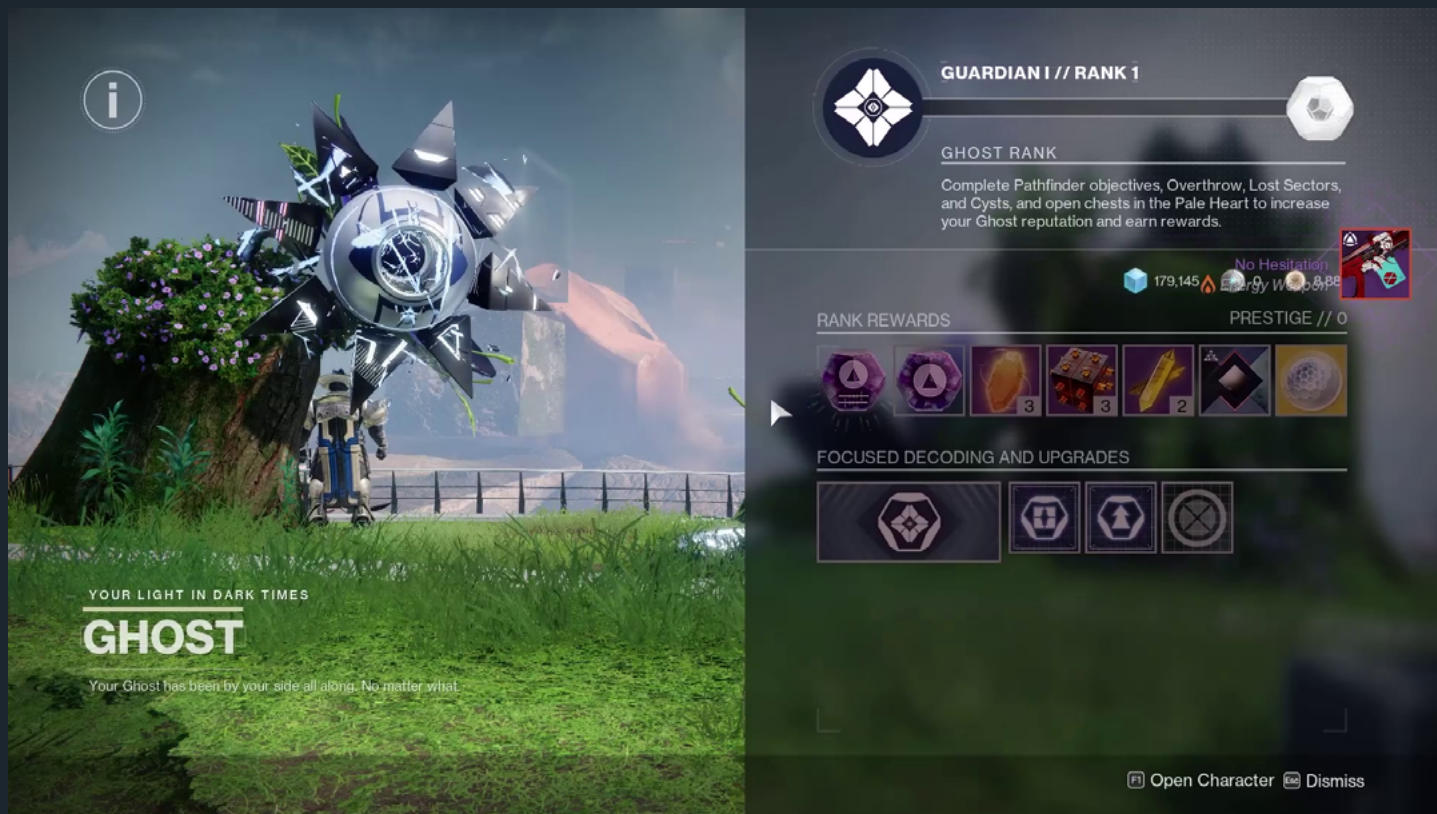 GUARDIAN I // RANK 1
GHOST RANK
Complete Pathfinder objectives, Overthrow, Lost Sectors,
and Cysts, and open chests in the Pale Heart to increase
your Ghost reputation and earn rewards.
No Hesitation
179,145
Energy Weapon
RANK REWARDS
PRESTIGE // 0
3
3
2
FOCUSED DECODING AND UPGRADES
YOUR LIGHT IN DARK TIMES
GHOST
Your Ghost has been by your side all along. No matter what.
F1 Open Character Esc Dismiss